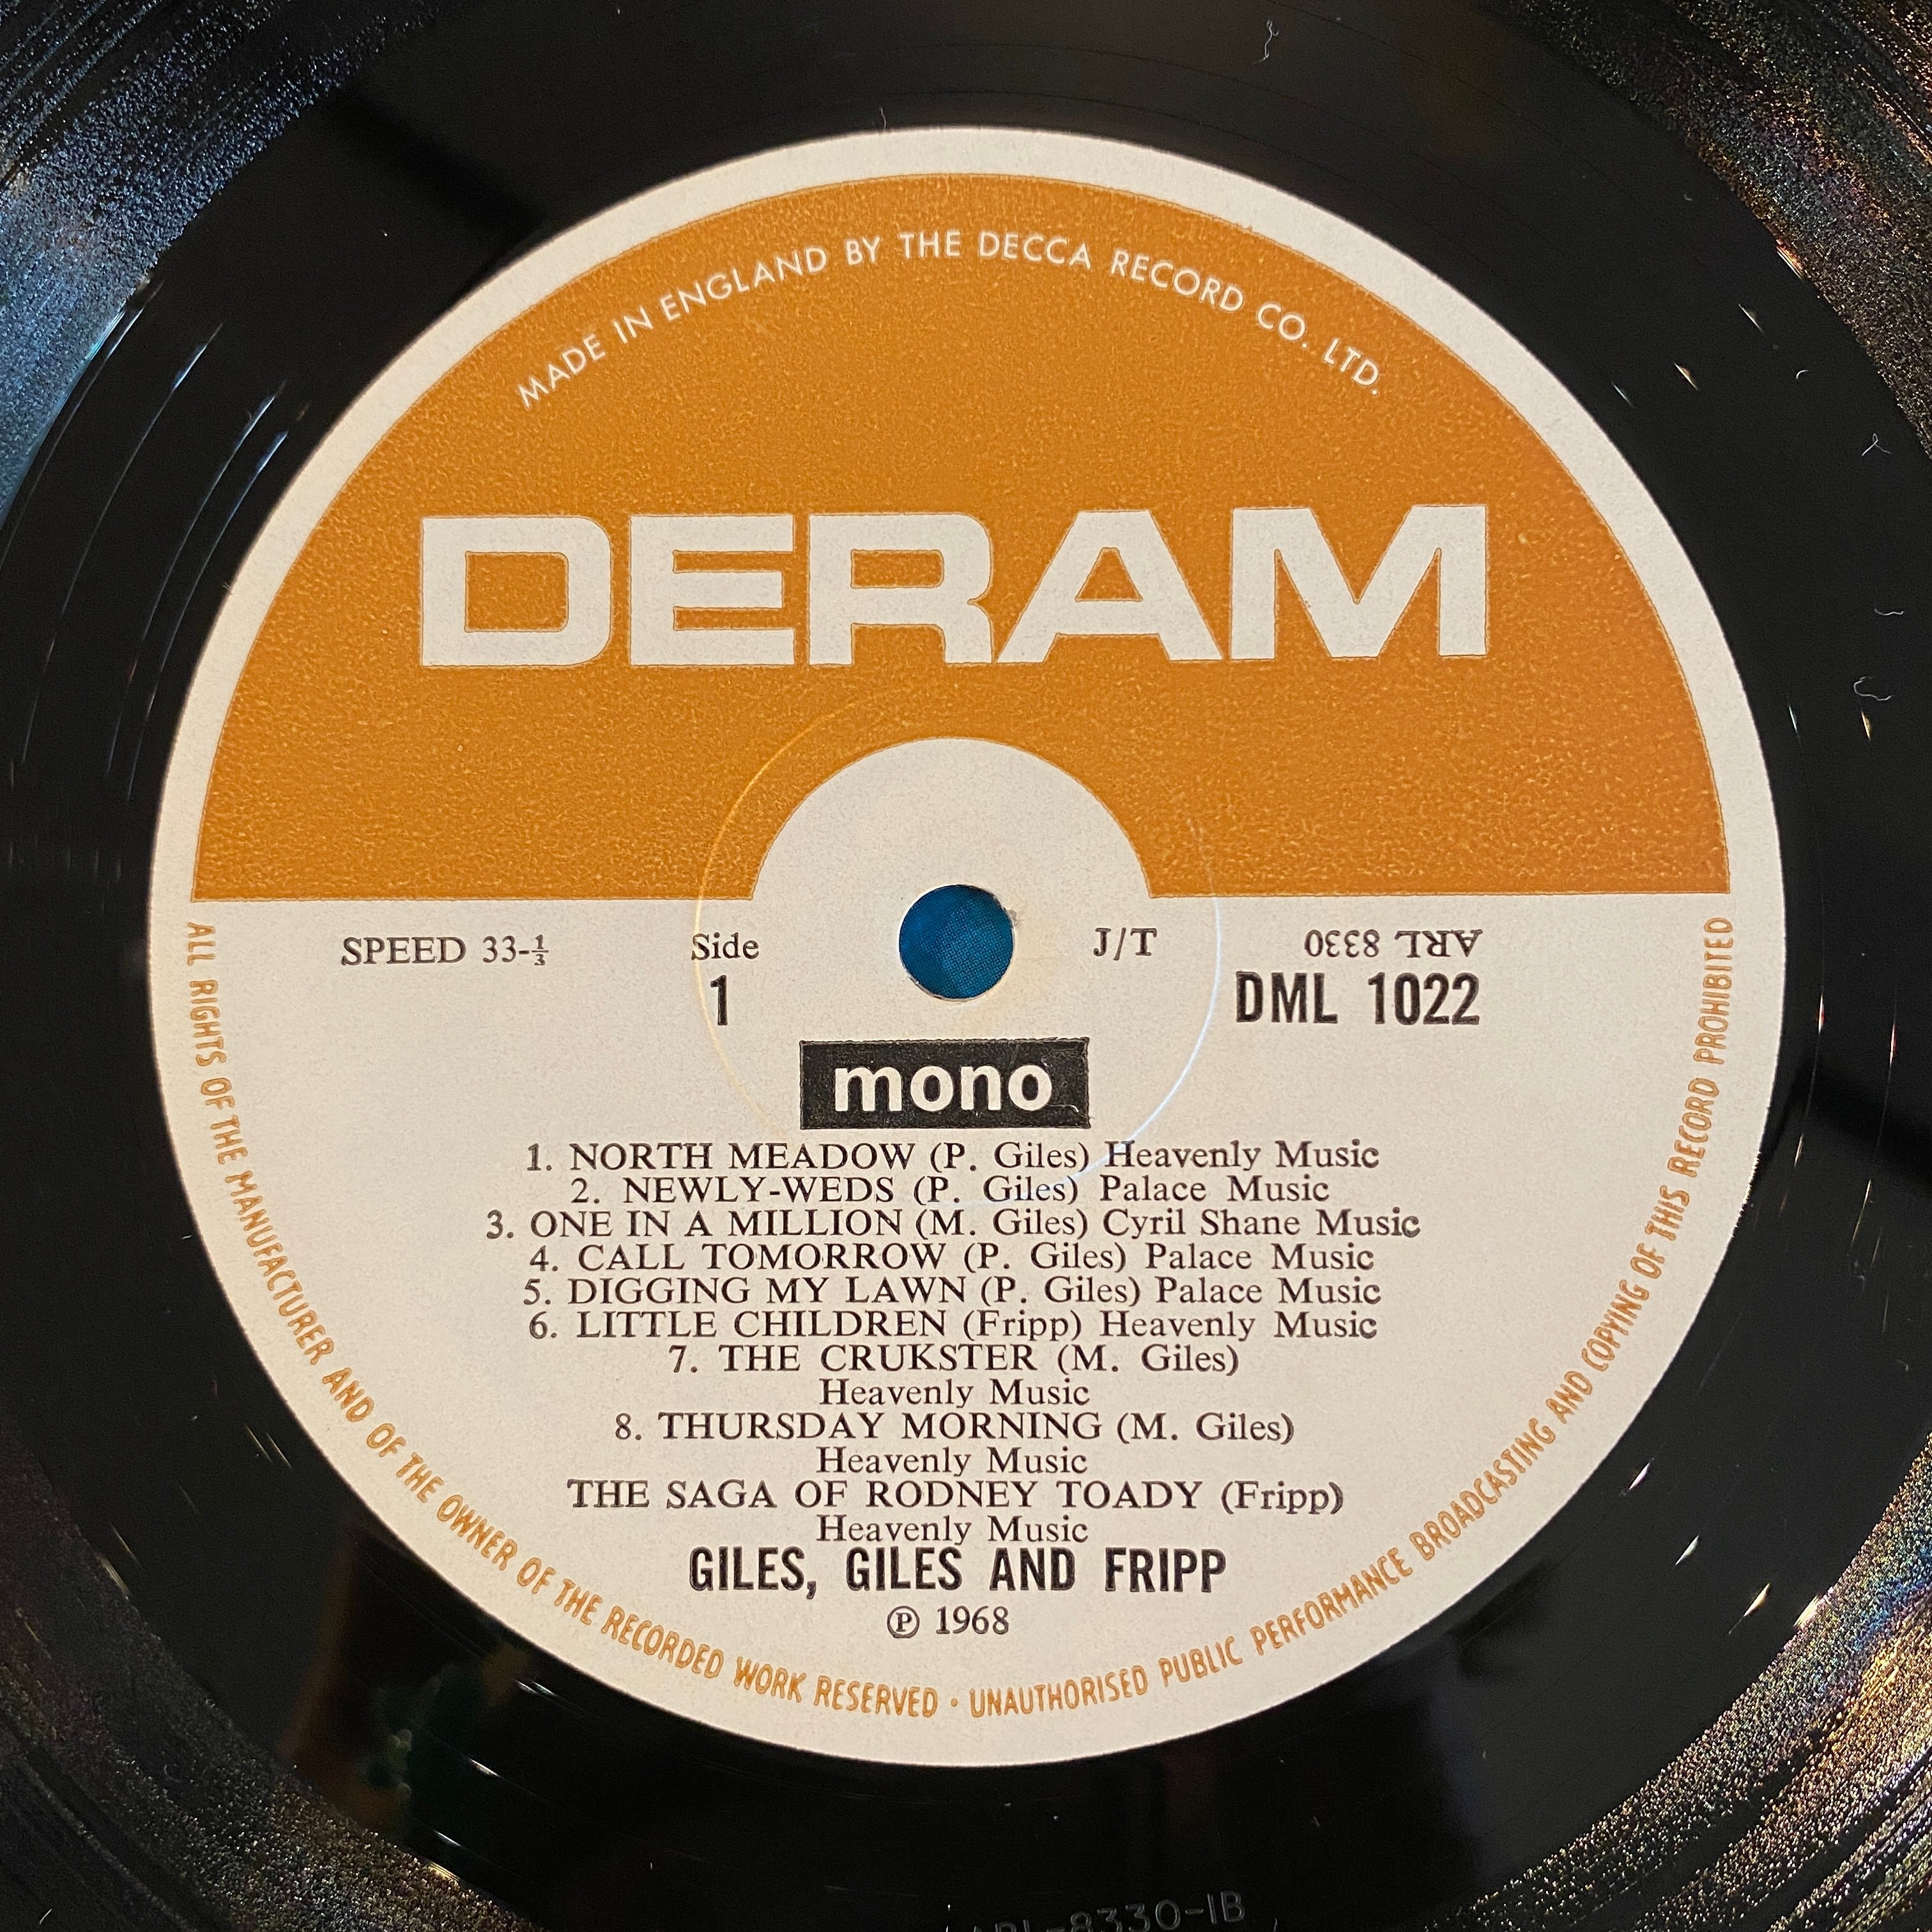 MADE IN ENGLAND BY THE DECCA RECORD CO. LTD.
DERAM
SPEED 33-⅓
Side
1
J/T
ARL 8330
DML 1022
mono
1. NORTH MEADOW (P. Giles) Heavenly Music
2. NEWLY-WEDS (P. Giles) Palace Music
3. ONE IN A MILLION (M. Giles) Cyril Shane Music
4. CALL TOMORROW (P. Giles) Palace Music
5. DIGGING MY LAWN (P. Giles) Palace Music
6. LITTLE CHILDREN (Fripp) Heavenly Music
7. THE CRUKSTER (M. Giles)
Heavenly Music
8. THURSDAY MORNING (M. Giles)
Heavenly Music
THE SAGA OF RODNEY TOADY (Fripp)
Heavenly Music
GILES, GILES AND FRIPP
℗ 1968
ALL RIGHTS OF THE MANUFACTURER AND OF THE OWNER OF THE RECORDED WORK RESERVED · UNAUTHORISED PUBLIC PERFORMANCE BROADCASTING AND COPYING OF THIS RECORD PROHIBITED
ARL-8330-1B